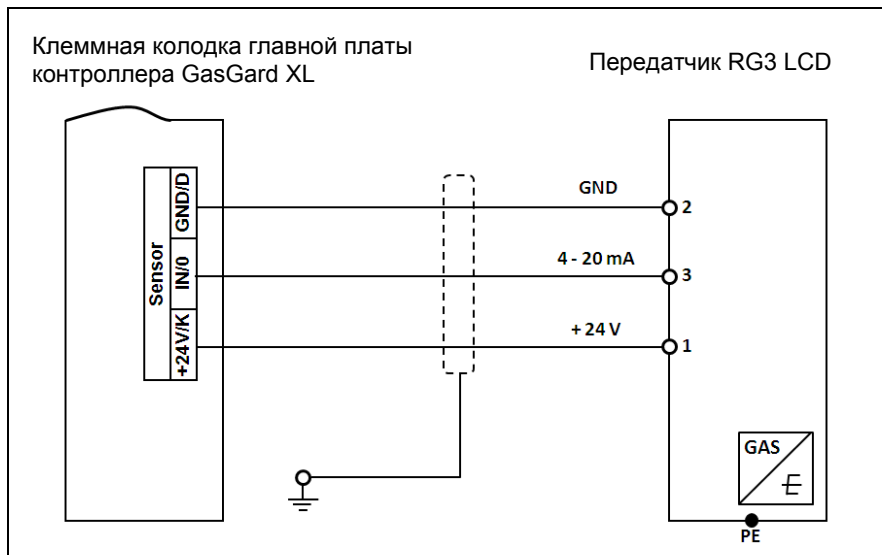 Клеммная колодка главной платы
контроллера GasGard XL
Передатчик RG3 LCD
Sensor
GND/D
IN/0
+24V/K
GND
2
4 - 20 mA
3
+ 24 V
1
GAS
E
PE